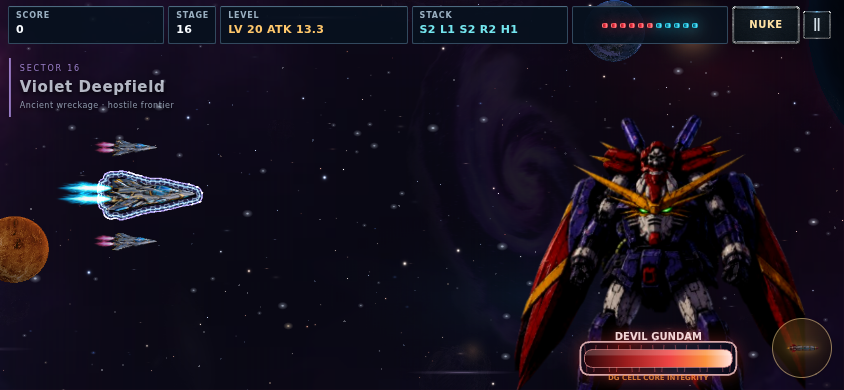 SCORE
0
STAGE
16
LEVEL
LV 20 ATK 13.3
STACK
S2 L1 S2 R2 H1
NUKE
SECTOR 16
Violet Deepfield
Ancient wreckage · hostile frontier
DEVIL GUNDAM
DG CELL CORE INTEGRITY